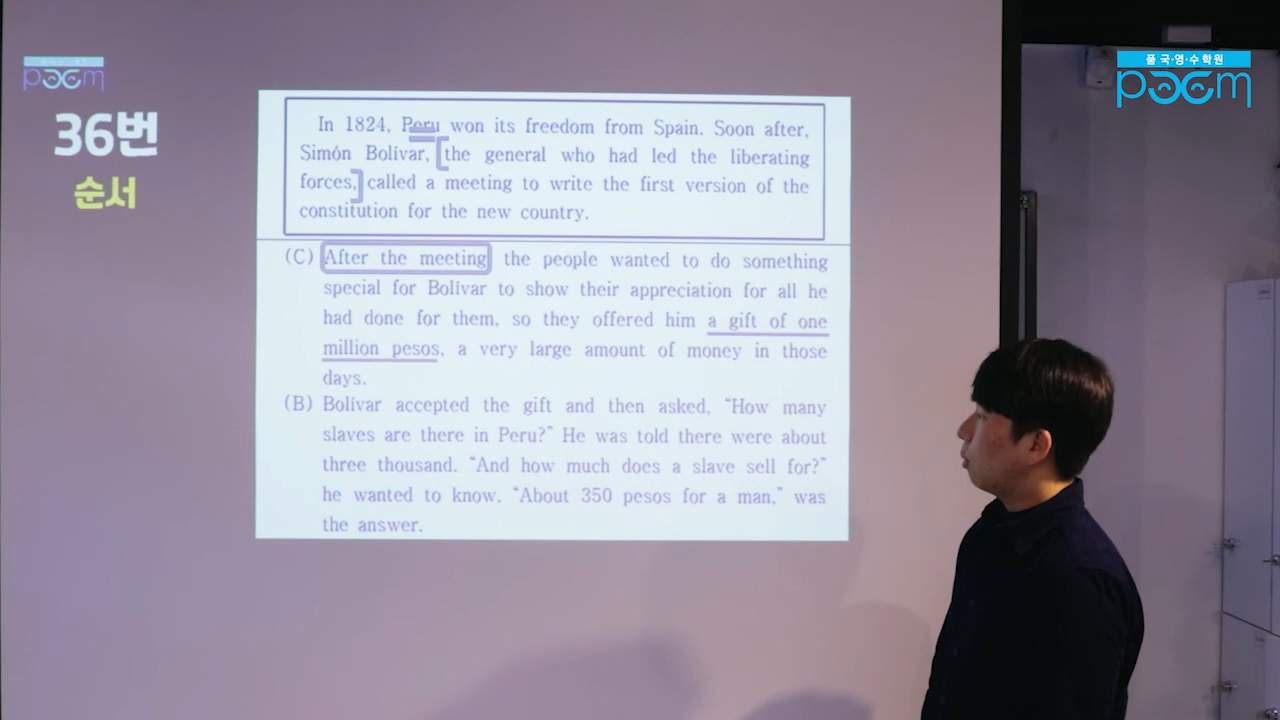 poem
36번
순서
In 1824, Peru won its freedom from Spain. Soon after,
Simón Bolívar, the general who had led the liberating
forces, called a meeting to write the first version of the
constitution for the new country.
(C) After the meeting, the people wanted to do something
special for Bolívar to show their appreciation for all he
had done for them, so they offered him a gift of one
million pesos, a very large amount of money in those
days.
(B) Bolívar accepted the gift and then asked, “How many
slaves are there in Peru?” He was told there were about
three thousand. “And how much does a slave sell for?”
he wanted to know. “About 350 pesos for a man,” was
the answer.
품 국·영·수학원
poem